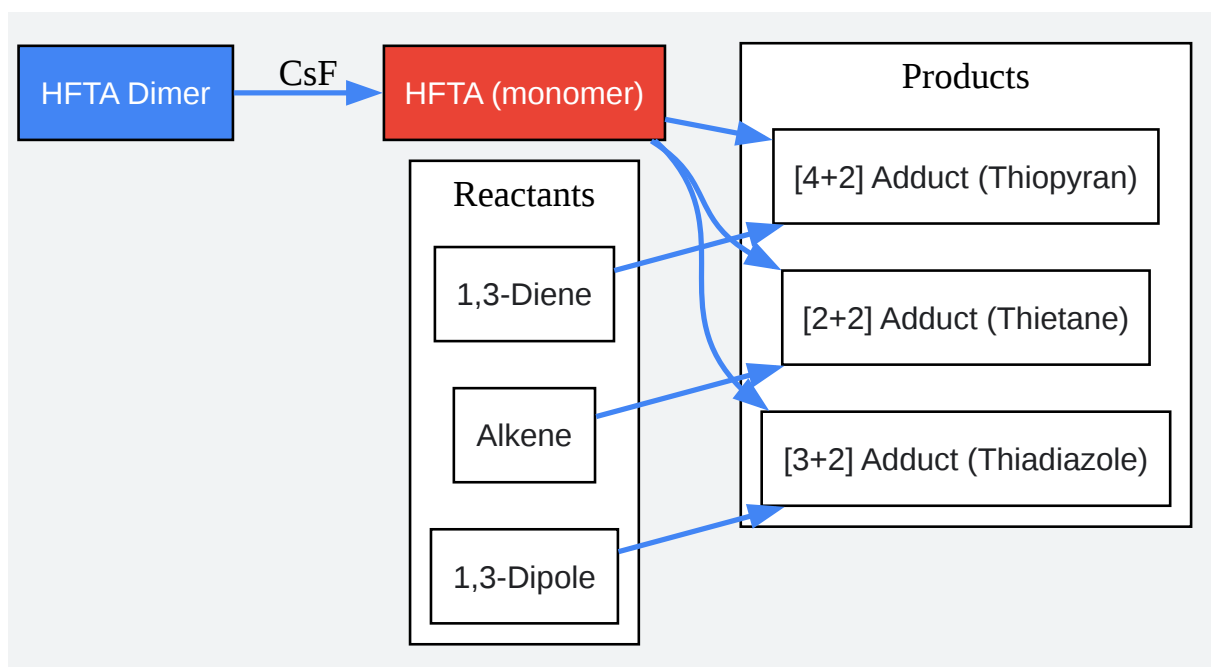 HFTA Dimer
CsF
HFTA (monomer)
Products
[4+2] Adduct (Thiopyran)
Reactants
1,3-Diene
[2+2] Adduct (Thietane)
Alkene
[3+2] Adduct (Thiadiazole)
1,3-Dipole